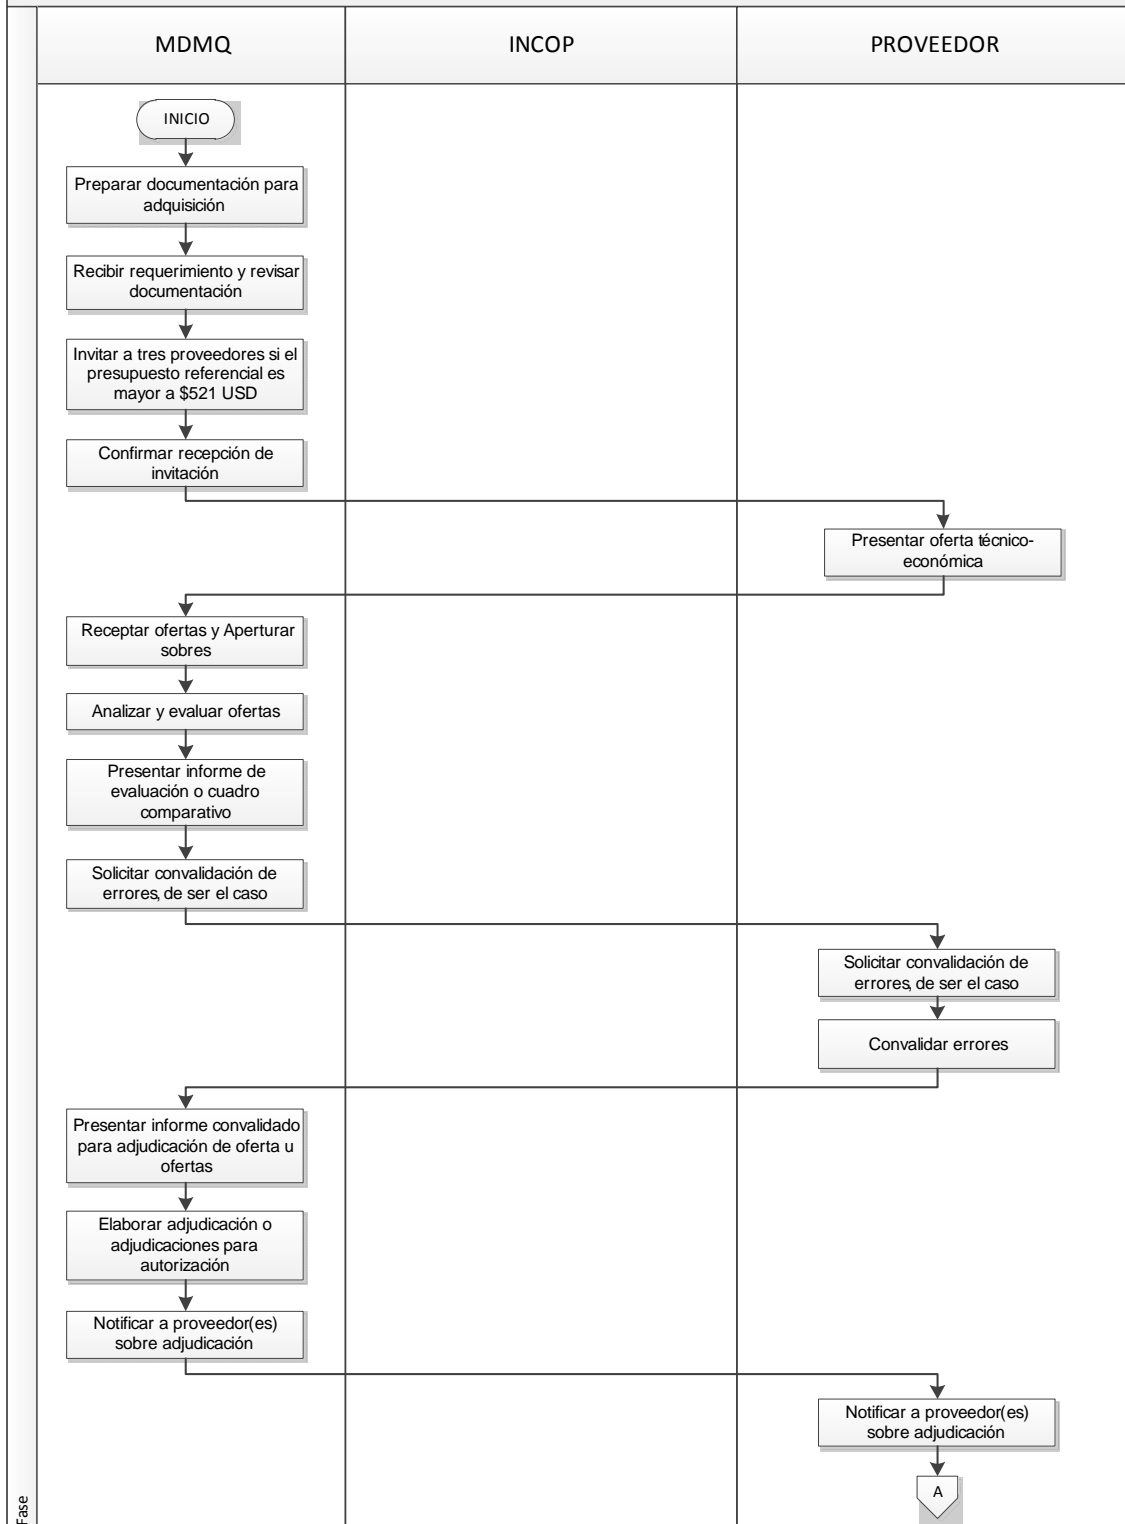 MDMQ
INCOP
PROVEEDOR
INICIO
Preparar documentación para
adquisición
Recibir requerimiento y revisar
documentación
Invitar a tres proveedores si el
presupuesto referencial es
mayor a $521 USD
Confirmar recepción de
invitación
Presentar oferta técnico-
económica
Receptar ofertas y Aperturar
sobres
Analizar y evaluar ofertas
Presentar informe de
evaluación o cuadro
comparativo
Solicitar convalidación de
errores, de ser el caso
Solicitar convalidación de
errores, de ser el caso
Convalidar errores
Presentar informe convalidado
para adjudicación de oferta u
ofertas
Elaborar adjudicación o
adjudicaciones para
autorización
Notificar a proveedor(es)
sobre adjudicación
Notificar a proveedor(es)
sobre adjudicación
A
Fase